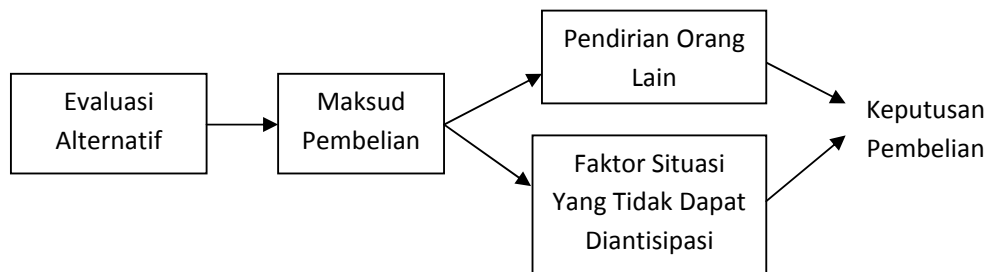 Evaluasi
Alternatif
Maksud
Pembelian
Pendirian Orang
Lain
Faktor Situasi
Yang Tidak Dapat
Diantisipasi
Keputusan
Pembelian